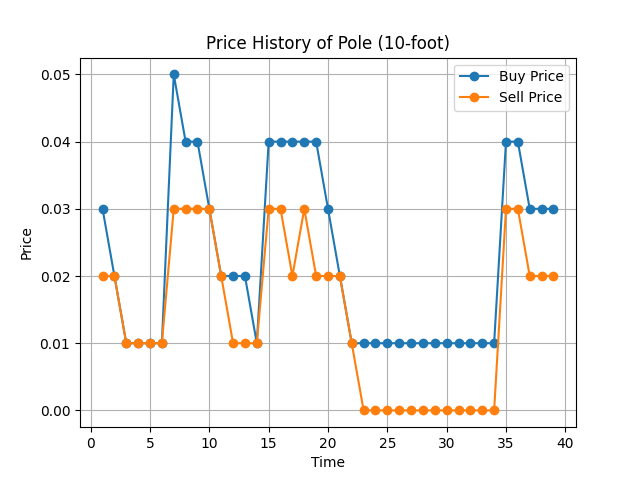 Price History of Pole (10-foot)
Buy Price
Sell Price
0.05
0.04
0.03
0.02
0.01
0.00
Price
0 5 10 15 20 25 30 35 40
Time